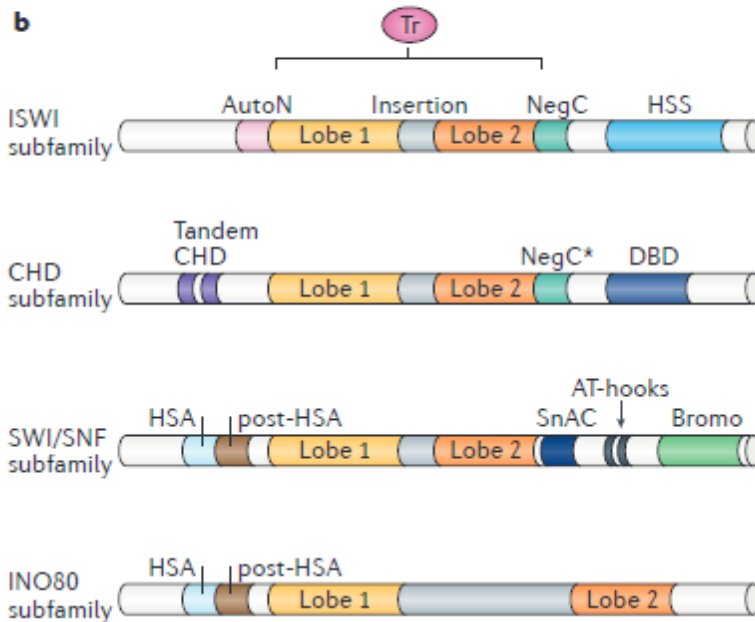 b
Tr
ISWI
subfamily
AutoN
Insertion
NegC
HSS
Lobe 1
Lobe 2
CHD
subfamily
Tandem
CHD
NegC*
DBD
Lobe 1
Lobe 2
SWI/SNF
subfamily
HSA
post-HSA
AT-hooks
SnAC
Bromo
Lobe 1
Lobe 2
INO80
subfamily
HSA
post-HSA
Lobe 1
Lobe 2